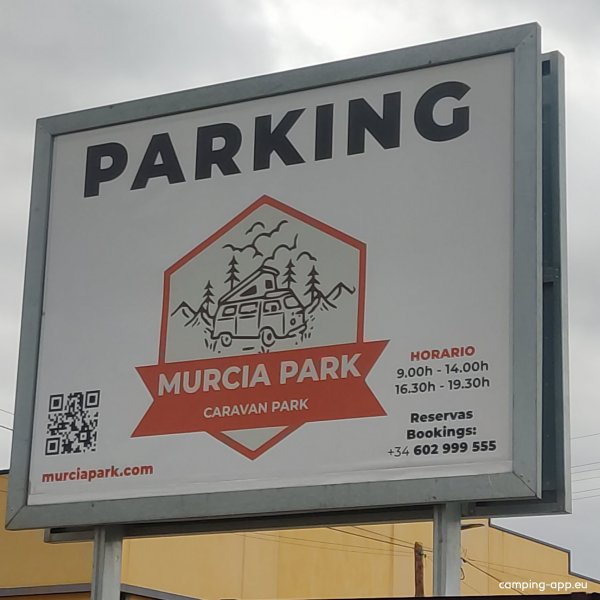 PARKING
MURCIA PARK
CARAVAN PARK
HORARIO
9.00h - 14.00h
16.30h - 19.30h
Reservas
Bookings:
+34 602 999 555
murciapark.com
camping-app.eu